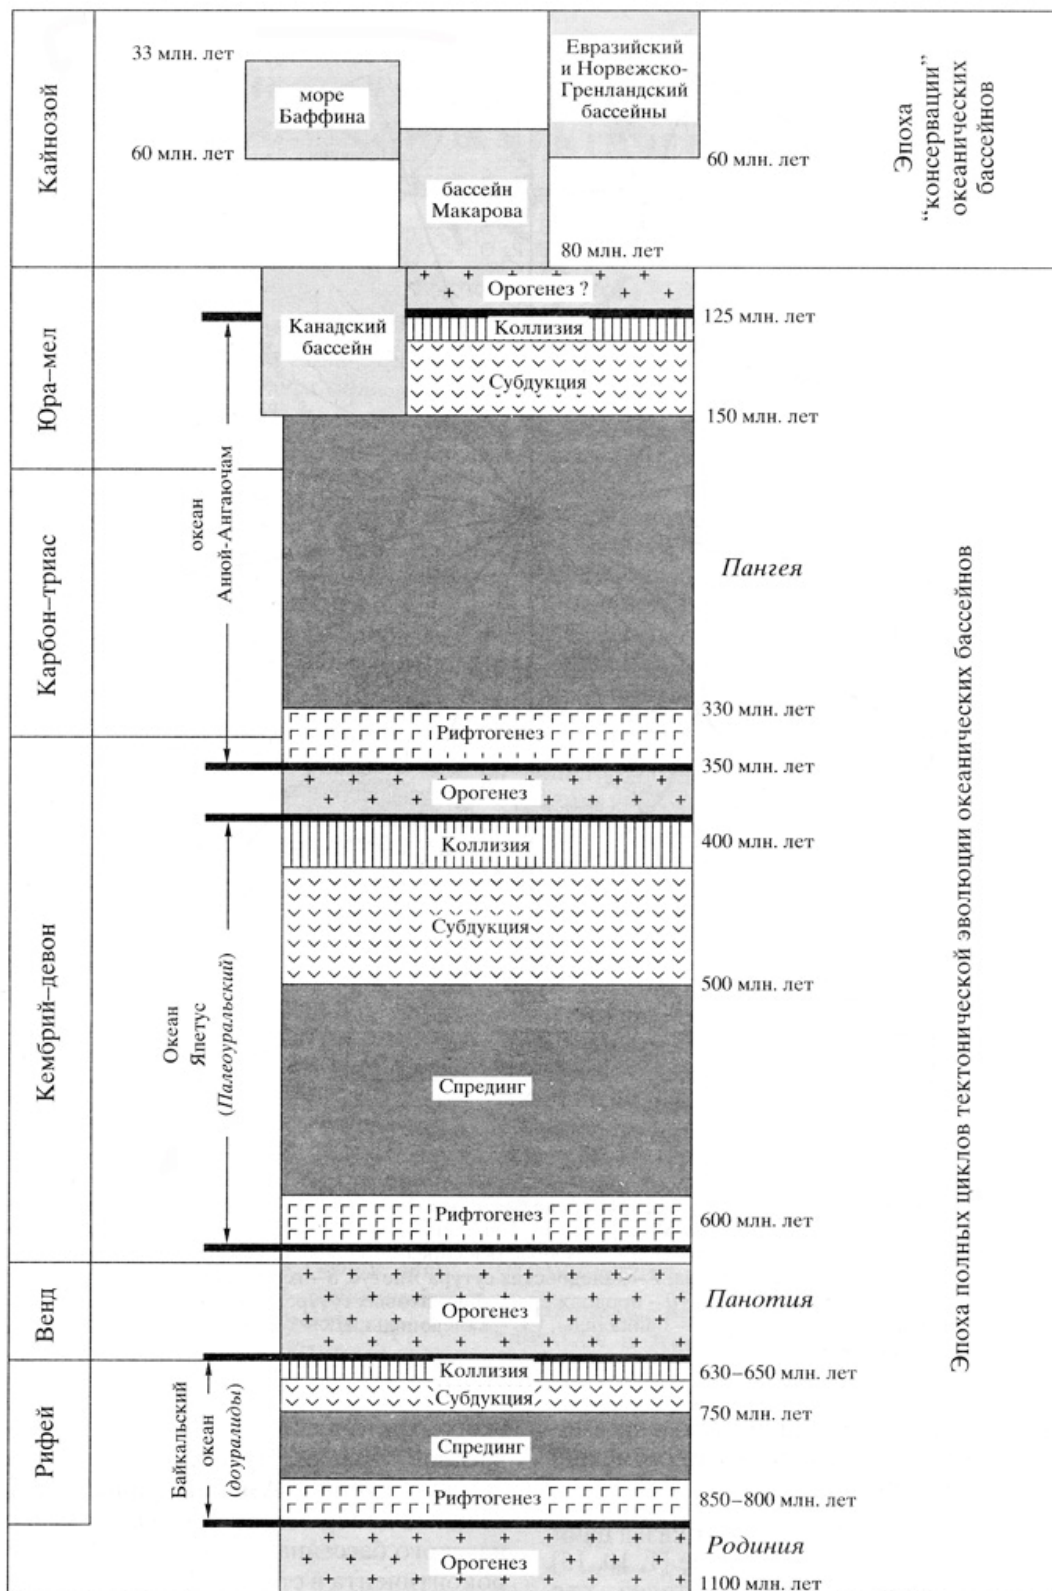 Кайнозой
33 млн. лет
море
Баффина
60 млн. лет
бассейн
Макарова
Евразийский
и Норвежско-
Гренландский
бассейны
60 млн. лет
80 млн. лет
Эпоха
“консервации”
океанических
бассейнов
Юра–мел
Канадский
бассейн
Орогенез ?
125 млн. лет
Коллизия
Субдукция
150 млн. лет
Карбон–триас
океан
Анюй-Ангаючам
Пангея
330 млн. лет
Рифтогенез
350 млн. лет
Орогенез
Кембрий–девон
Океан
Япетус
(Палеоуральский)
Коллизия
400 млн. лет
Субдукция
500 млн. лет
Спрединг
Рифтогенез
600 млн. лет
Эпоха полных циклов тектонической эволюции океанических бассейнов
Венд
Орогенез
Панотия
Рифей
Байкальский
океан
(доуралиды)
Коллизия
630–650 млн. лет
Субдукция
750 млн. лет
Спрединг
Рифтогенез
850–800 млн. лет
Орогенез
Родиния
1100 млн. лет